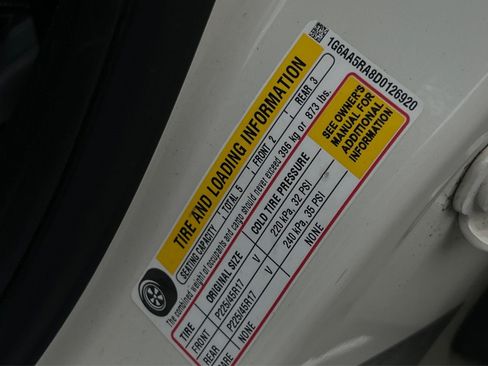 1G6AA5RA8D0126920
TIRE AND LOADING INFORMATION
SEATING CAPACITY TOTAL 5 FRONT 2 REAR 3
The combined weight of occupants and cargo should never exceed 396 kg or 873 lbs.
TIRE ORIGINAL SIZE COLD TIRE PRESSURE
FRONT P225/45R17 V 220 kPa, 32 PSI
REAR P225/45R17 V 240 kPa, 35 PSI
PARE NONE NONE
SEE OWNER'S
MANUAL FOR
ADDITIONAL
INFORMATION